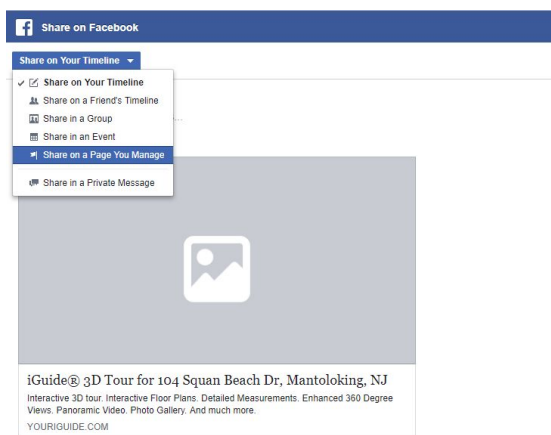 Share on Facebook
Share on Your Timeline
Share on Your Timeline
Share on a Friend's Timeline
Share in a Group
Share in an Event
Share on a Page You Manage
Share in a Private Message
iGuide® 3D Tour for 104 Squan Beach Dr, Mantoloking, NJ
Interactive 3D tour. Interactive Floor Plans. Detailed Measurements. Enhanced 360 Degree
Views. Panoramic Video. Photo Gallery. And much more.
YOURIGUIDE.COM